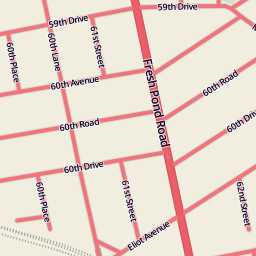 59th Drive
59th Drive
60th Place
60th Lane
61st Street
Fresh Pond Road
60th Avenue
60th Road
60th Road
60th Driv
60th Drive
60th Place
61st Street
62nd Street
Eliot Avenue